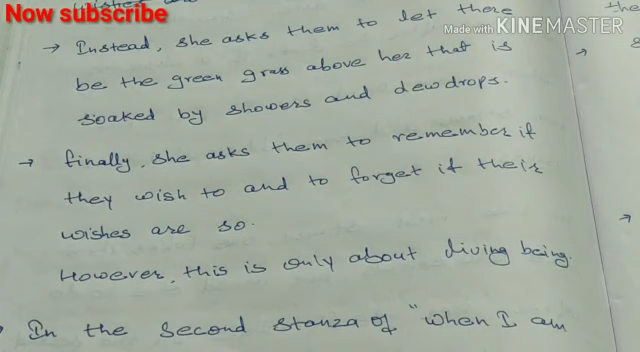 Now subscribe
Made with KINEMASTER
→ Instead, she asks them to let there
be the green grass above her that is
soaked by showers and dewdrops.
→ finally, she asks them to remember if
they wish to and to forget if their
wishes are so.
However, this is only about living being.
In the second stanza of "when I am
the